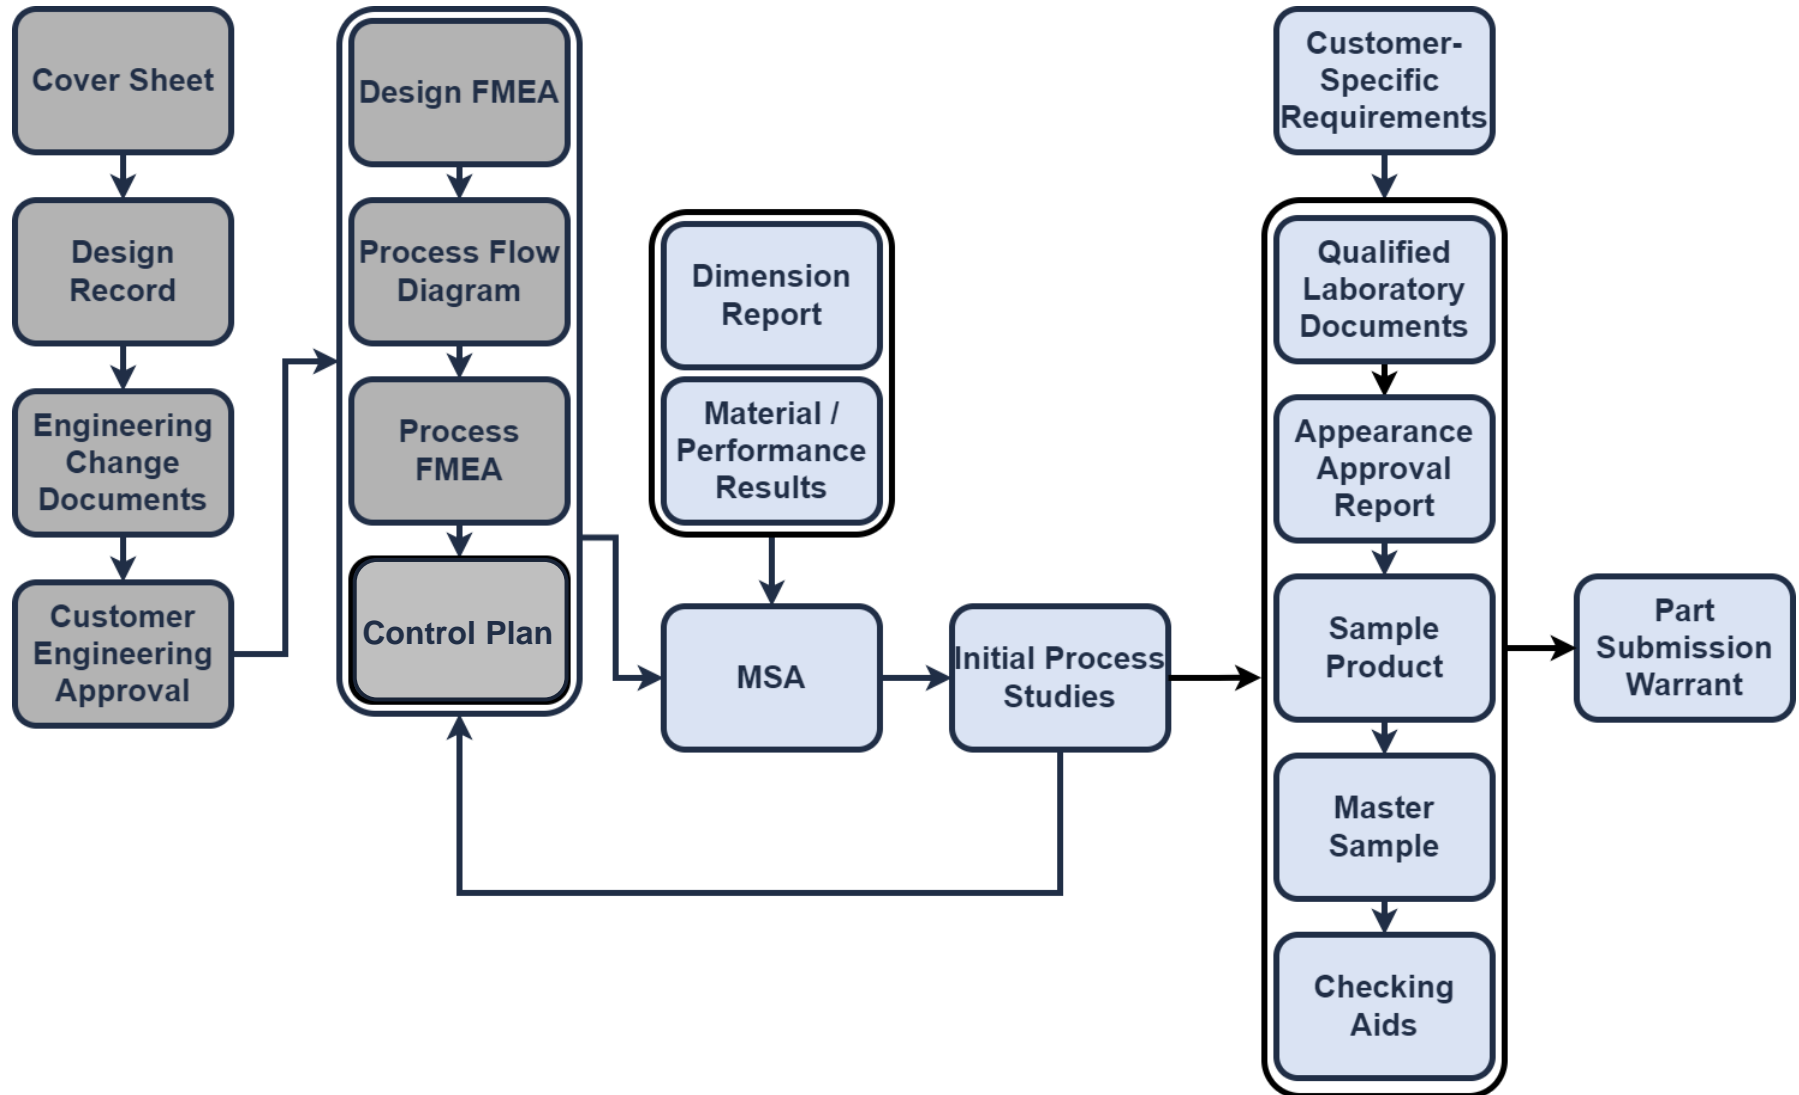 Cover Sheet
Design
Record
Engineering
Change
Documents
Customer
Engineering
Approval
Design FMEA
Process Flow
Diagram
Process
FMEA
Control Plan
Dimension
Report
Material /
Performance
Results
MSA
Initial Process
Studies
Customer-
Specific
Requirements
Qualified
Laboratory
Documents
Appearance
Approval
Report
Sample
Product
Master
Sample
Checking
Aids
Part
Submission
Warrant